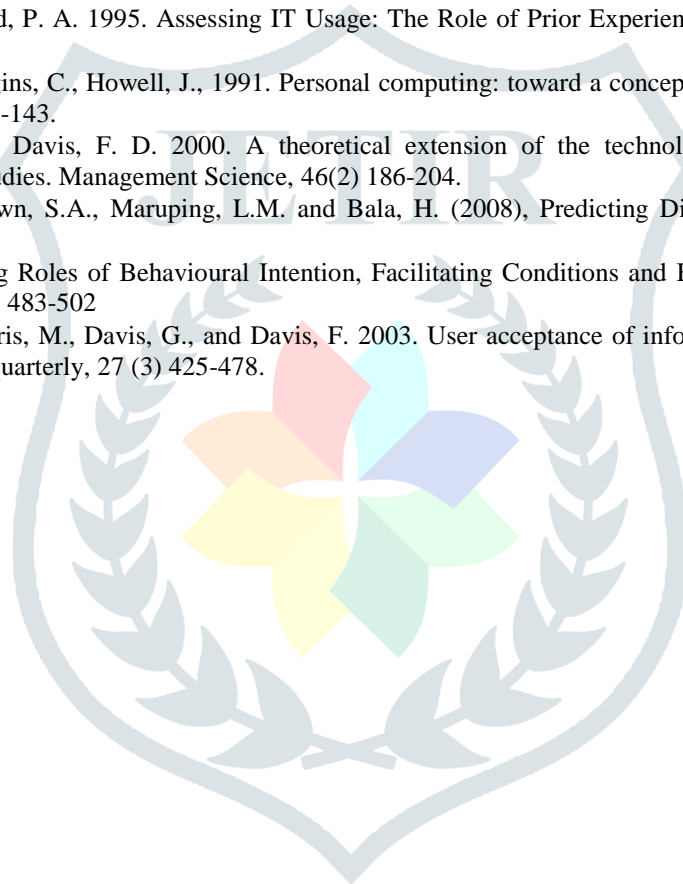 d, P. A. 1995. Assessing IT Usage: The Role of Prior Experien
gins, C., Howell, J., 1991. Personal computing: toward a concep
-143.
Davis, F. D. 2000. A theoretical extension of the technol
udies. Management Science, 46(2) 186-204.
wn, S.A., Maruping, L.M. and Bala, H. (2008), Predicting Di
g Roles of Behavioural Intention, Facilitating Conditions and E
483-502
ris, M., Davis, G., and Davis, F. 2003. User acceptance of info
uarterly, 27 (3) 425-478.
JETIR